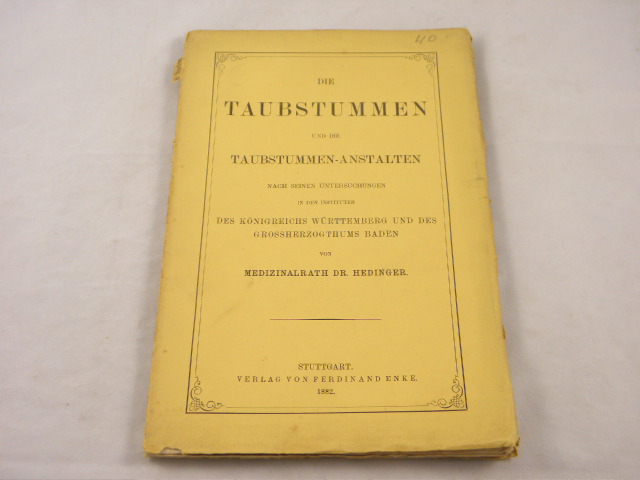 40
DIE
TAUBSTUMMEN
UND DIE
TAUBSTUMMEN-ANSTALTEN
NACH SEINEN UNTERSUCHUNGEN
IN DEN INSTITUTEN
DES KÖNIGREICHS WÜRTTEMBERG UND DES
GROSSHERZOGTHUMS BADEN
VON
MEDIZINALRATH DR. HEDINGER.
STUTTGART.
VERLAG VON FERDINAND ENKE.
1882.